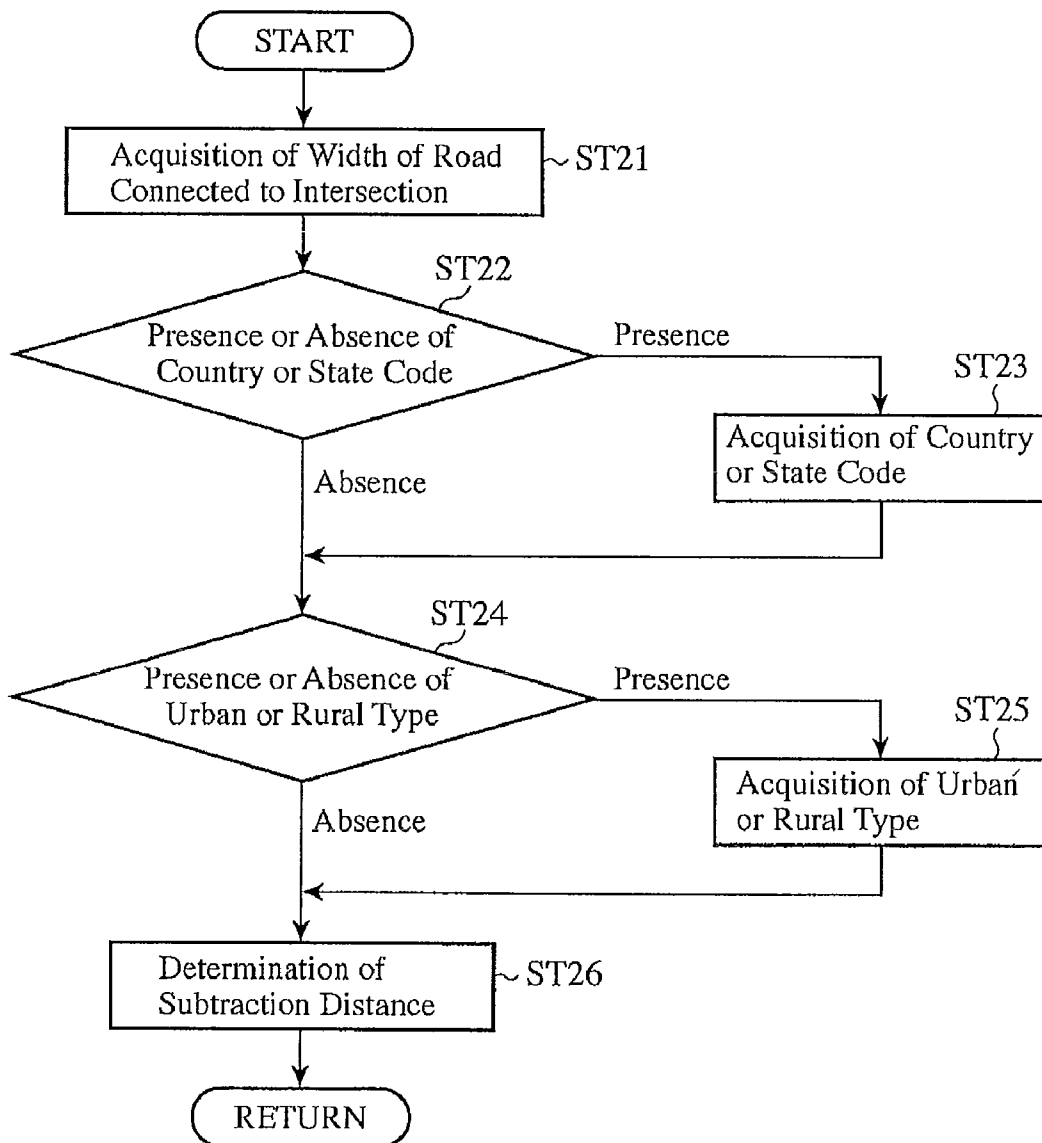 START
Acquisition of Width of Road
Connected to Intersection
ST21
ST22
Presence or Absence of
Country or State Code
Presence
ST23
Acquisition of Country
or State Code
Absence
ST24
Presence or Absence of
Urban or Rural Type
Presence
ST25
Acquisition of Urban
or Rural Type
Absence
Determination of
Subtraction Distance
ST26
RETURN